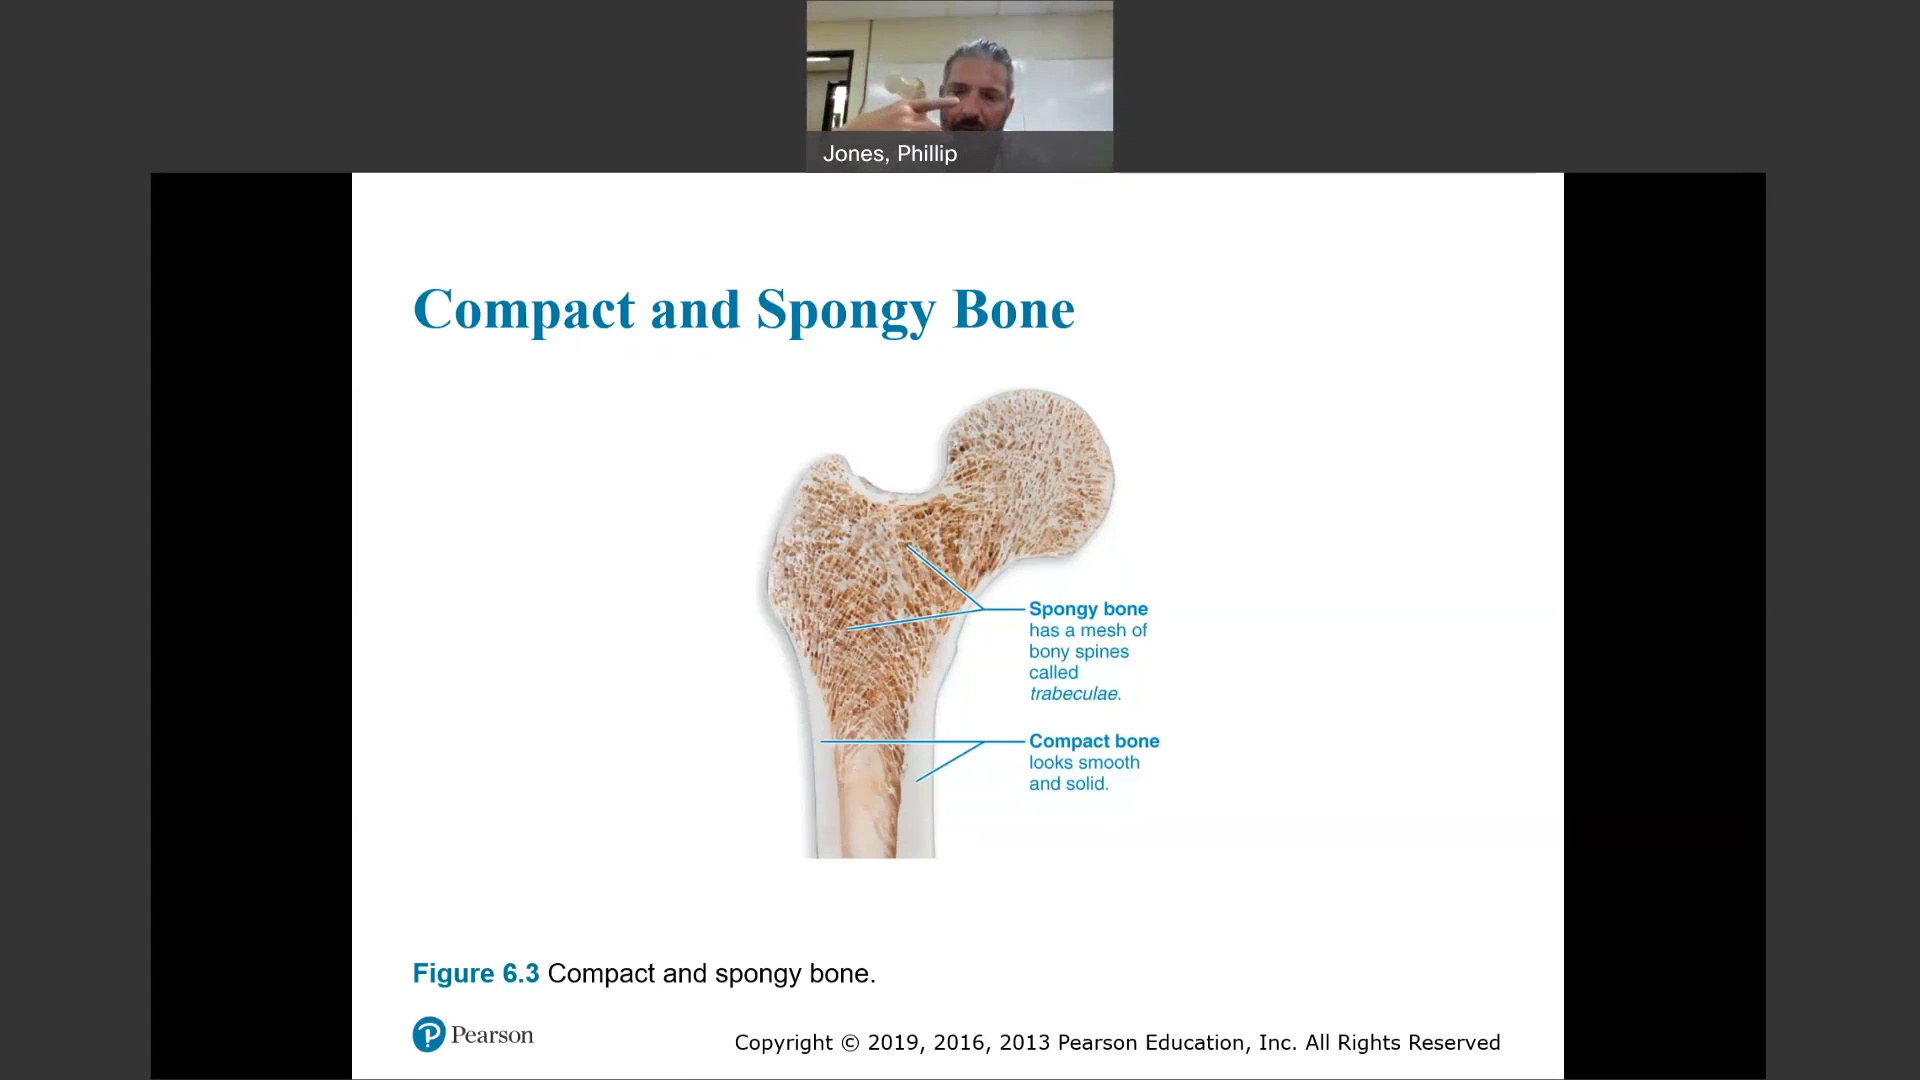 Jones, Phillip
Compact and Spongy Bone
Spongy bone
has a mesh of
bony spines
called
trabeculae.
Compact bone
looks smooth
and solid.
Figure 6.3 Compact and spongy bone.
Pearson
Copyright © 2019, 2016, 2013 Pearson Education, Inc. All Rights Reserved